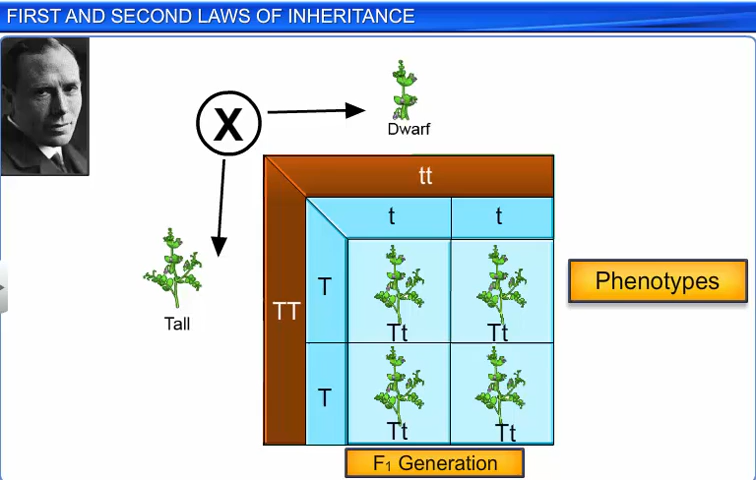 FIRST AND SECOND LAWS OF INHERITANCE
X
Dwarf
tt
t t
TT
T
Tt Tt
Phenotypes
Tall
T
Tt Tt
F₁ Generation